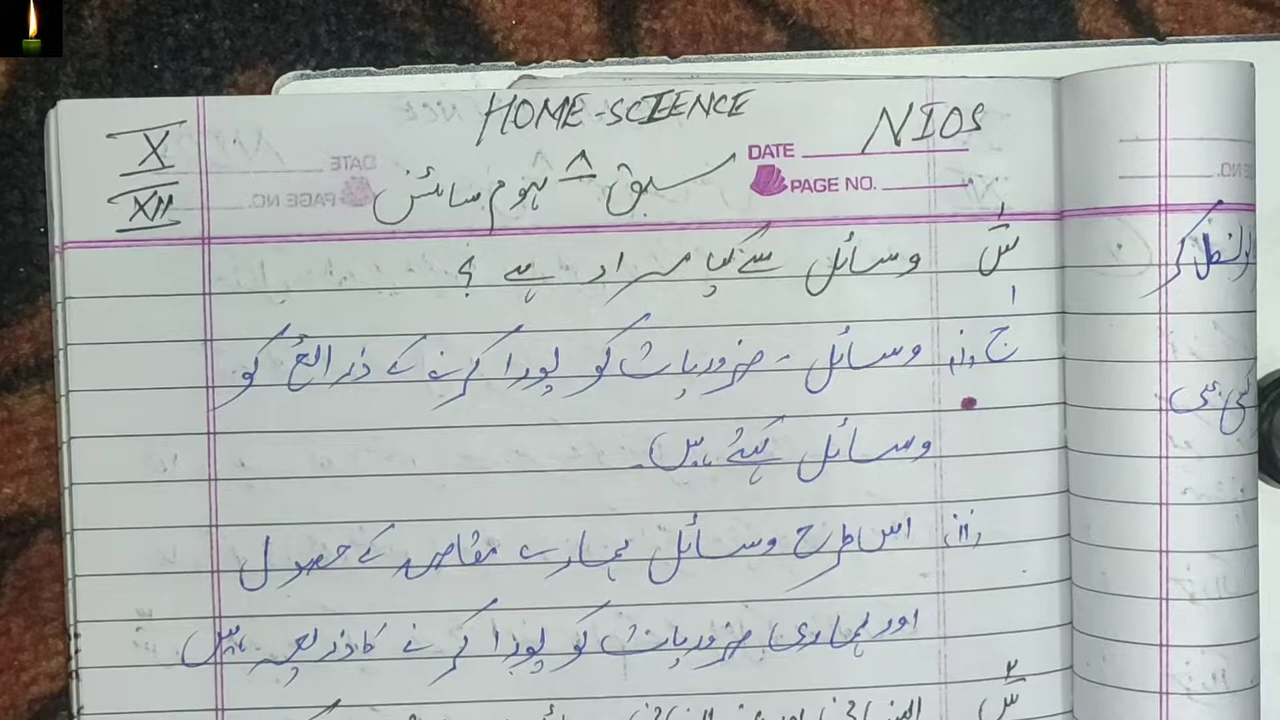 HOME-SCIENCE
NIOS
X
XII
DATE
PAGE NO.
سبق ۸ ہوم سائنس
س ۱ وسائل سے کیا مراد ہے ؟
ج ۱ (i) وسائل - ضروریات کو پورا کرنے کے ذرائع کو
وسائل کہتے ہیں۔
(ii) اس طرح وسائل ہمارے مقاصد کے حصول
اور ہماری ضروریات کو پورا کرنے کا ذریعہ ہیں
س ۲